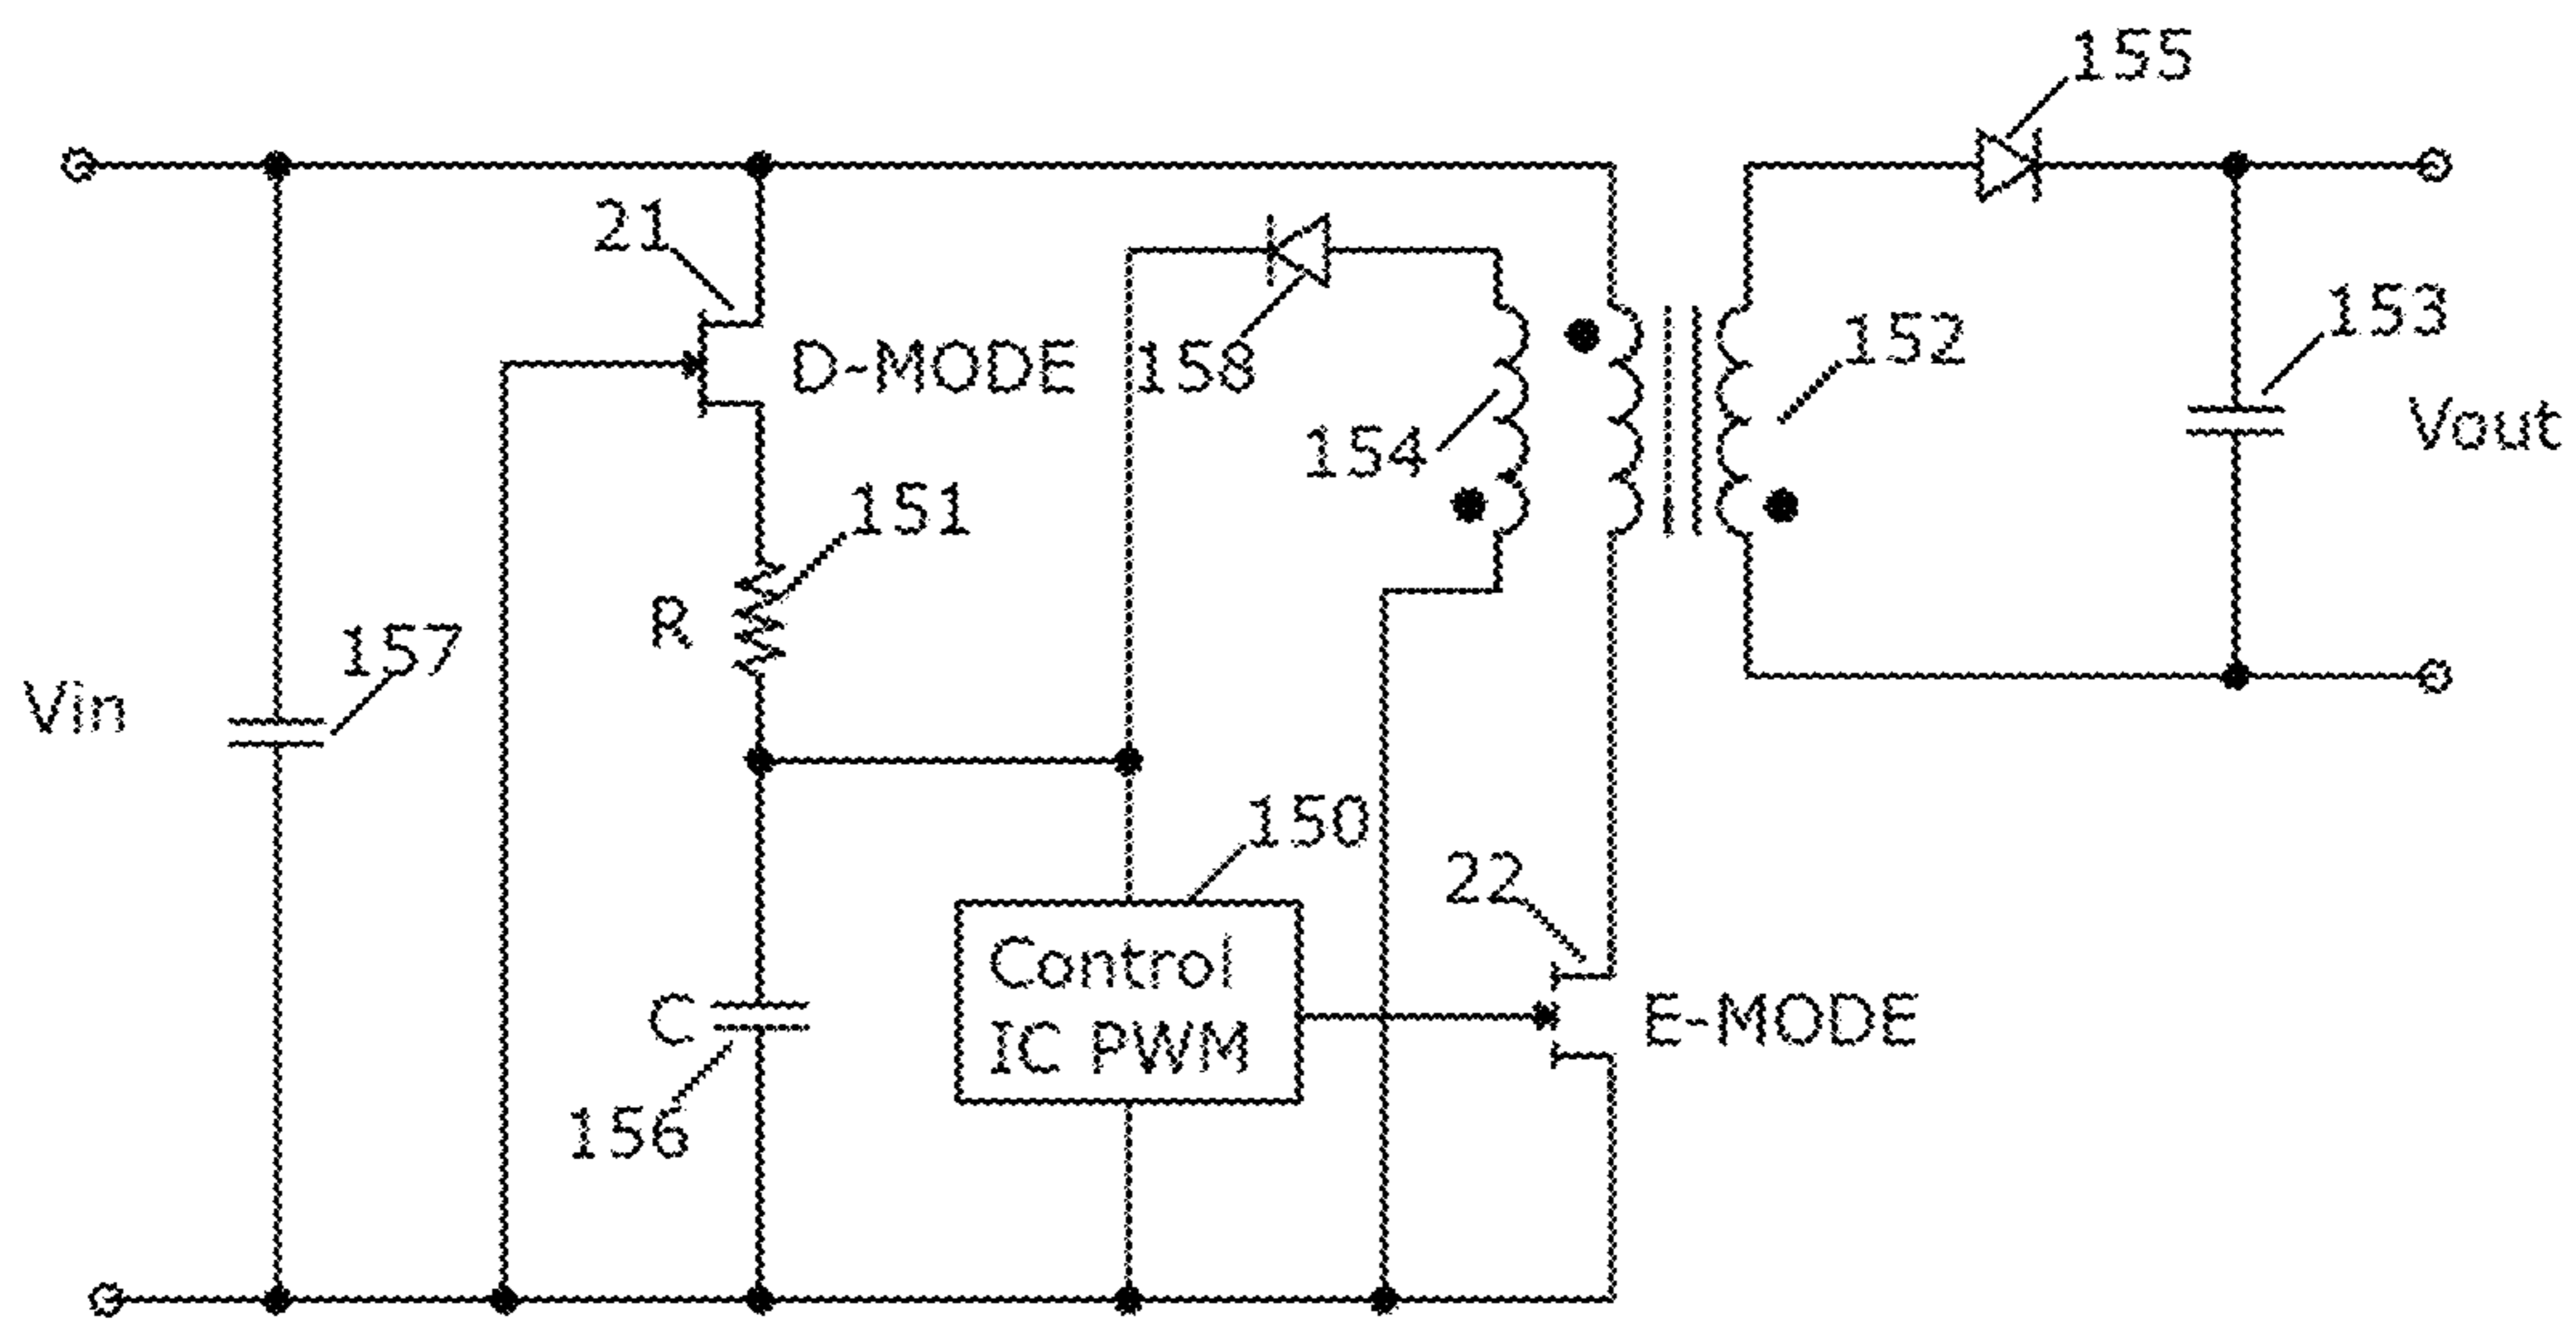 155
21
D-MODE
158
152
153
154
Vout
151
R
157
Vin
150
22
Control
IC PWM
C
E-MODE
156